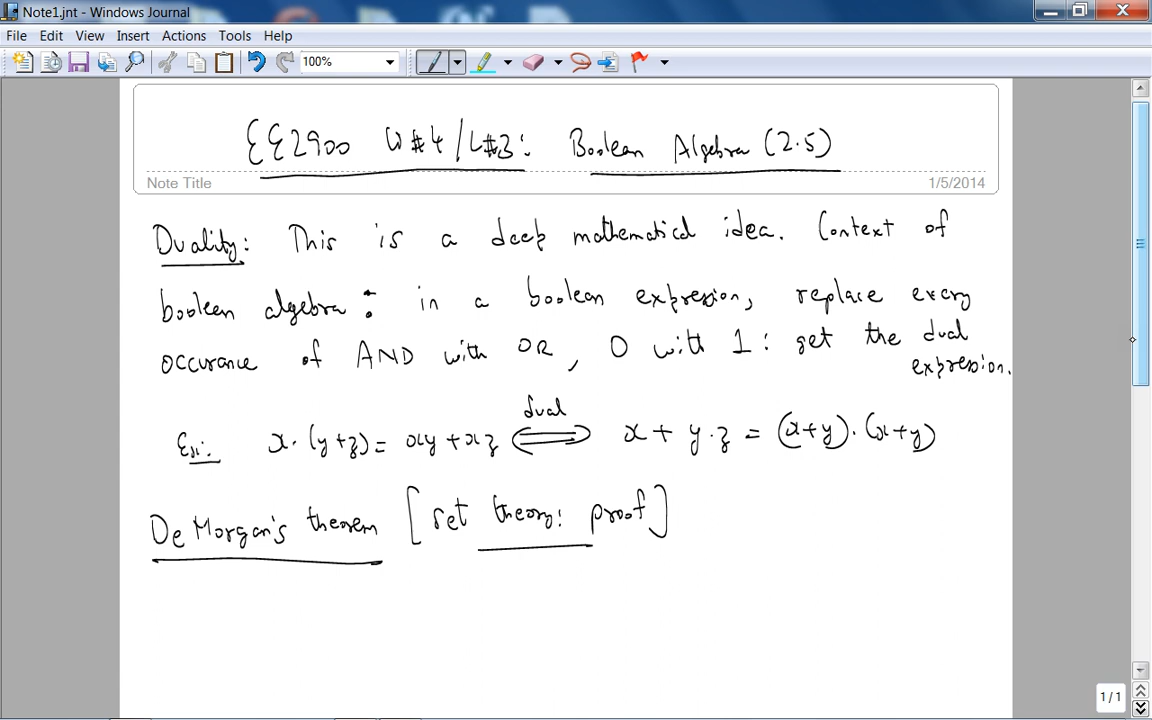 Note1.jnt - Windows Journal
File Edit View Insert Actions Tools Help
100%
EE2900 W#4/L#3: Boolean Algebra (2.5)
Note Title 1/5/2014
Duality: This is a deep mathematical idea. Context of
boolean algebra: in a boolean expression, replace every
occurance of AND with OR, 0 with 1: get the dual
expression.
dual
Ex: x·(y+z) = xy + xz ⇔ x + y·z = (x+y)·(x+y)
De Morgan's theorem [set theory: proof]
1/1